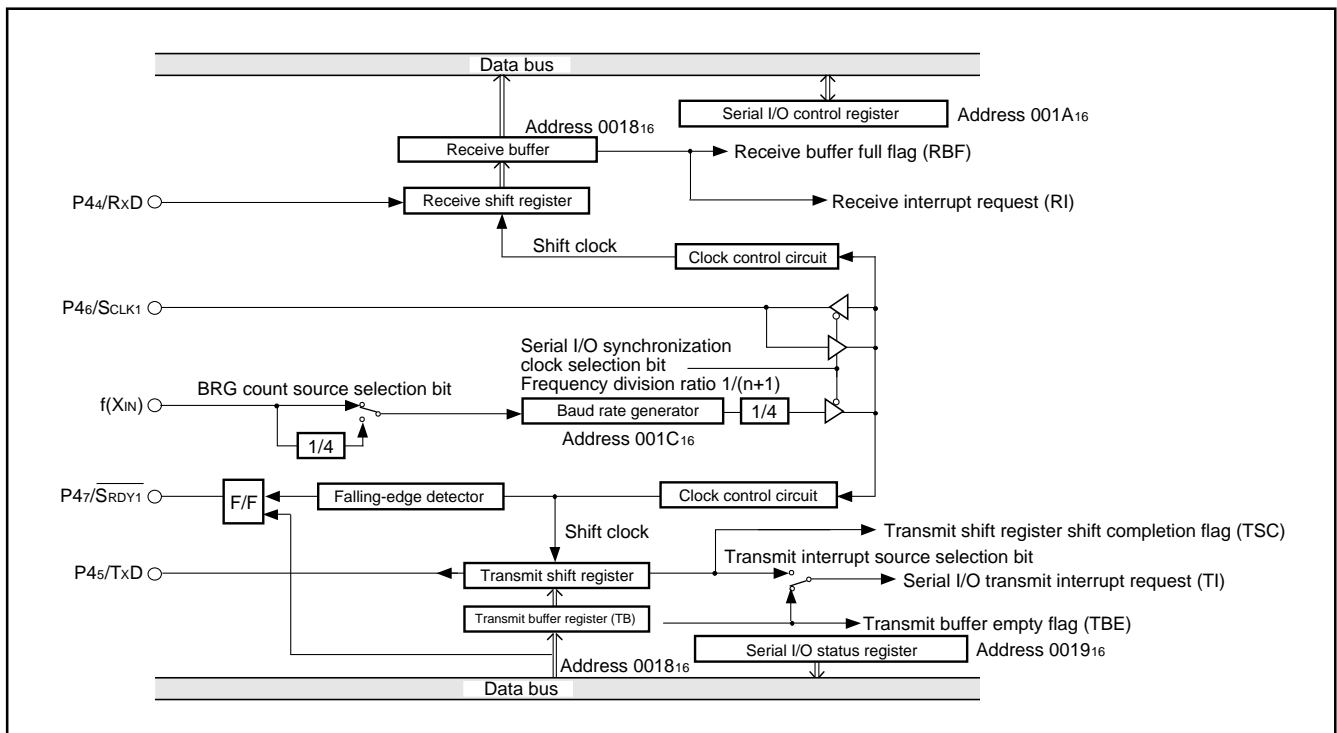 Data bus
Serial I/O control register
Address 001A16
Address 001816
Receive buffer
Receive buffer full flag (RBF)
P44/RXD
Receive shift register
Receive interrupt request (RI)
Shift clock
Clock control circuit
P46/SCLK1
Serial I/O synchronization
clock selection bit
Frequency division ratio 1/(n+1)
BRG count source selection bit
f(XIN)
Baud rate generator
1/4
1/4
Address 001C16
P47/SRDY1
F/F
Falling-edge detector
Clock control circuit
Shift clock
Transmit shift register shift completion flag (TSC)
Transmit interrupt source selection bit
P45/TXD
Transmit shift register
Serial I/O transmit interrupt request (TI)
Transmit buffer register (TB)
Transmit buffer empty flag (TBE)
Serial I/O status register
Address 001916
Address 001816
Data bus